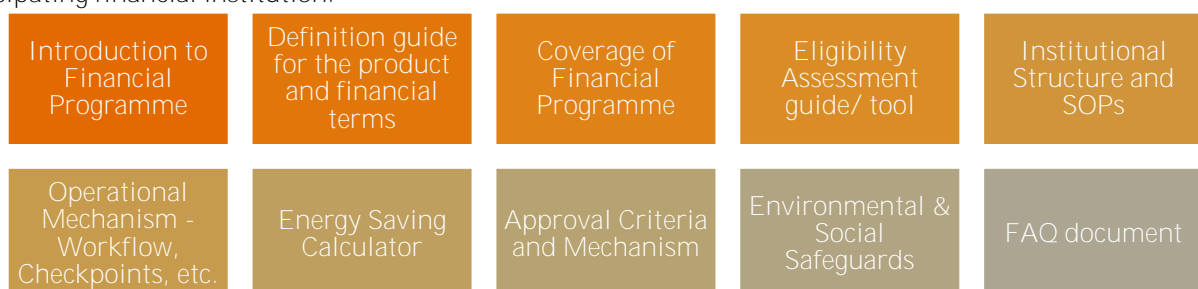 Introduction to
Financial
Programme
Definition guide
for the product
and financial
terms
Coverage of
Financial
Programme
Eligibility
Assessment
guide/ tool
Institutional
Structure and
SOPs
Operational
Mechanism -
Workflow,
Checkpoints, etc.
Energy Saving
Calculator
Approval Criteria
and Mechanism
Environmental &
Social
Safeguards
FAQ document